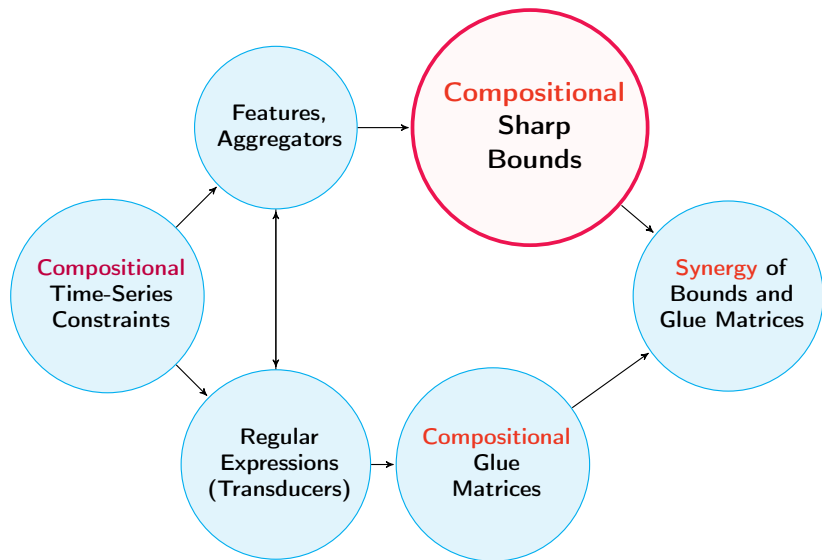 Features,
Aggregators
Compositional
Sharp
Bounds
Compositional
Time-Series
Constraints
Synergy of
Bounds and
Glue Matrices
Regular
Expressions
(Transducers)
Compositional
Glue
Matrices